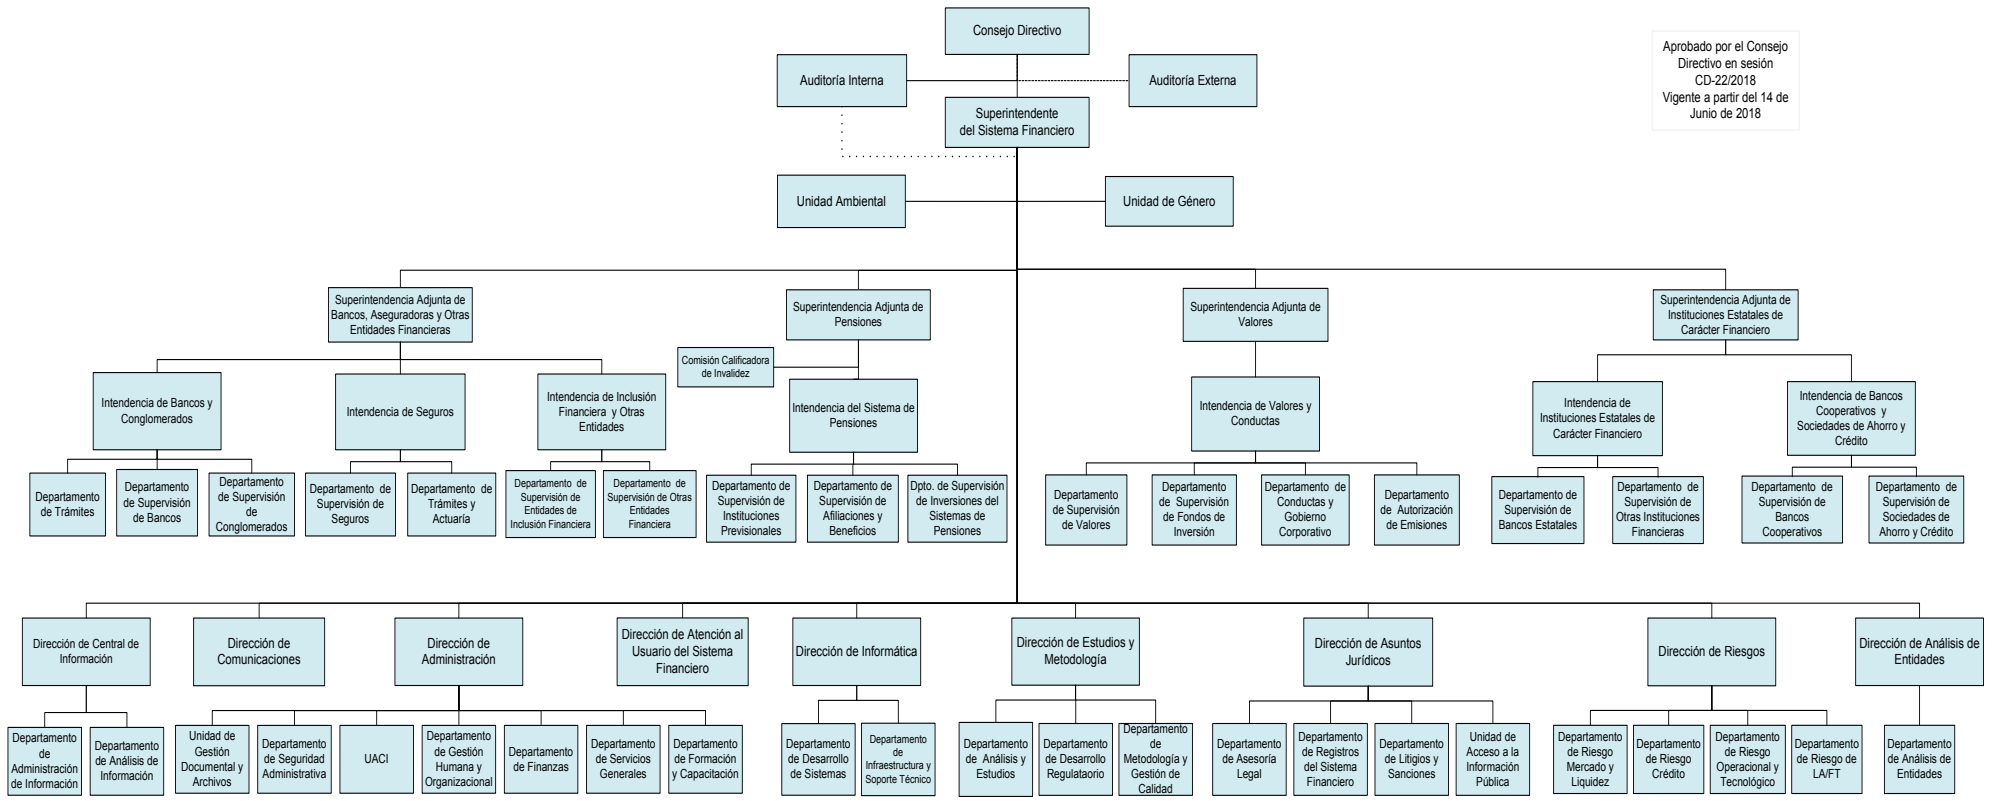 Consejo Directivo
Aprobado por el Consejo
Directivo en sesión
CD-22/2018
Vigente a partir del 14 de
Junio de 2018
Auditoría Interna
Auditoría Externa
Superintendente
del Sistema Financiero
Unidad Ambiental
Unidad de Género
Superintendencia Adjunta de
Bancos, Aseguradoras y Otras
Entidades Financieras
Superintendencia Adjunta de
Pensiones
Superintendencia Adjunta de
Valores
Superintendencia Adjunta de
Instituciones Estatales de
Carácter Financiero
Comisión Calificadora
de Invalidez
Intendencia de Bancos y
Conglomerados
Intendencia de Seguros
Intendencia de Inclusión
Financiera y Otras
Entidades
Intendencia del Sistema de
Pensiones
Intendencia de Valores y
Conductas
Intendencia de
Instituciones Estatales de
Carácter Financiero
Intendencia de Bancos
Cooperativos y
Sociedades de Ahorro y
Crédito
Departamento
de Trámites
Departamento
de Supervisión
de Bancos
Departamento
de Supervisión
de
Conglomerados
Departamento de
Supervisión de
Seguros
Departamento de
Trámites y
Actuaría
Departamento de
Supervisión de
Entidades de
Inclusión Financiera
Departamento de
Supervisión de Otras
Entidades
Financiera
Departamento de
Supervisión de
Instituciones
Previsionales
Departamento de
Supervisión de
Afiliaciones y
Beneficios
Dpto. de Supervisión
de Inversiones del
Sistemas de
Pensiones
Departamento
de Supervisión
de Valores
Departamento
de Supervisión
de Fondos de
Inversión
Departamento de
Conductas y
Gobierno
Corporativo
Departamento
de Autorización
de Emisiones
Departamento de
Supervisión de
Bancos Estatales
Departamento de
Supervisión de
Otras Instituciones
Financieras
Departamento de
Supervisión de
Bancos
Cooperativos
Departamento de
Supervisión de
Sociedades de
Ahorro y Crédito
Dirección de Central de
Información
Dirección de
Comunicaciones
Dirección de
Administración
Dirección de Atención al
Usuario del Sistema
Financiero
Dirección de Informática
Dirección de Estudios y
Metodología
Dirección de Asuntos
Jurídicos
Dirección de Riesgos
Dirección de Análisis de
Entidades
Departamento
de
Administración
de Información
Departamento
de Análisis de
Información
Unidad de
Gestión
Documental y
Archivos
Departamento
de Seguridad
Administrativa
UACI
Departamento
de Gestión
Humana y
Organizacional
Departamento
de Finanzas
Departamento
de Servicios
Generales
Departamento
de Formación
y Capacitación
Departamento
de Desarrollo
de Sistemas
Departamento
de
Infraestructura y
Soporte Técnico
Departamento
de Análisis y
Estudios
Departamento
de Desarrollo
Regulataorio
Departamento
de
Metodología y
Gestión de
Calidad
Departamento
de Asesoría
Legal
Departamento
de Registros
del Sistema
Financiero
Departamento
de Litigios y
Sanciones
Unidad de
Acceso a la
Información
Pública
Departamento
de Riesgo
Mercado y
Liquidez
Departamento
de Riesgo
Crédito
Departamento
de Riesgo
Operacional y
Tecnológico
Departamento
de Riesgo de
LA/FT
Departamento
de Análisis de
Entidades